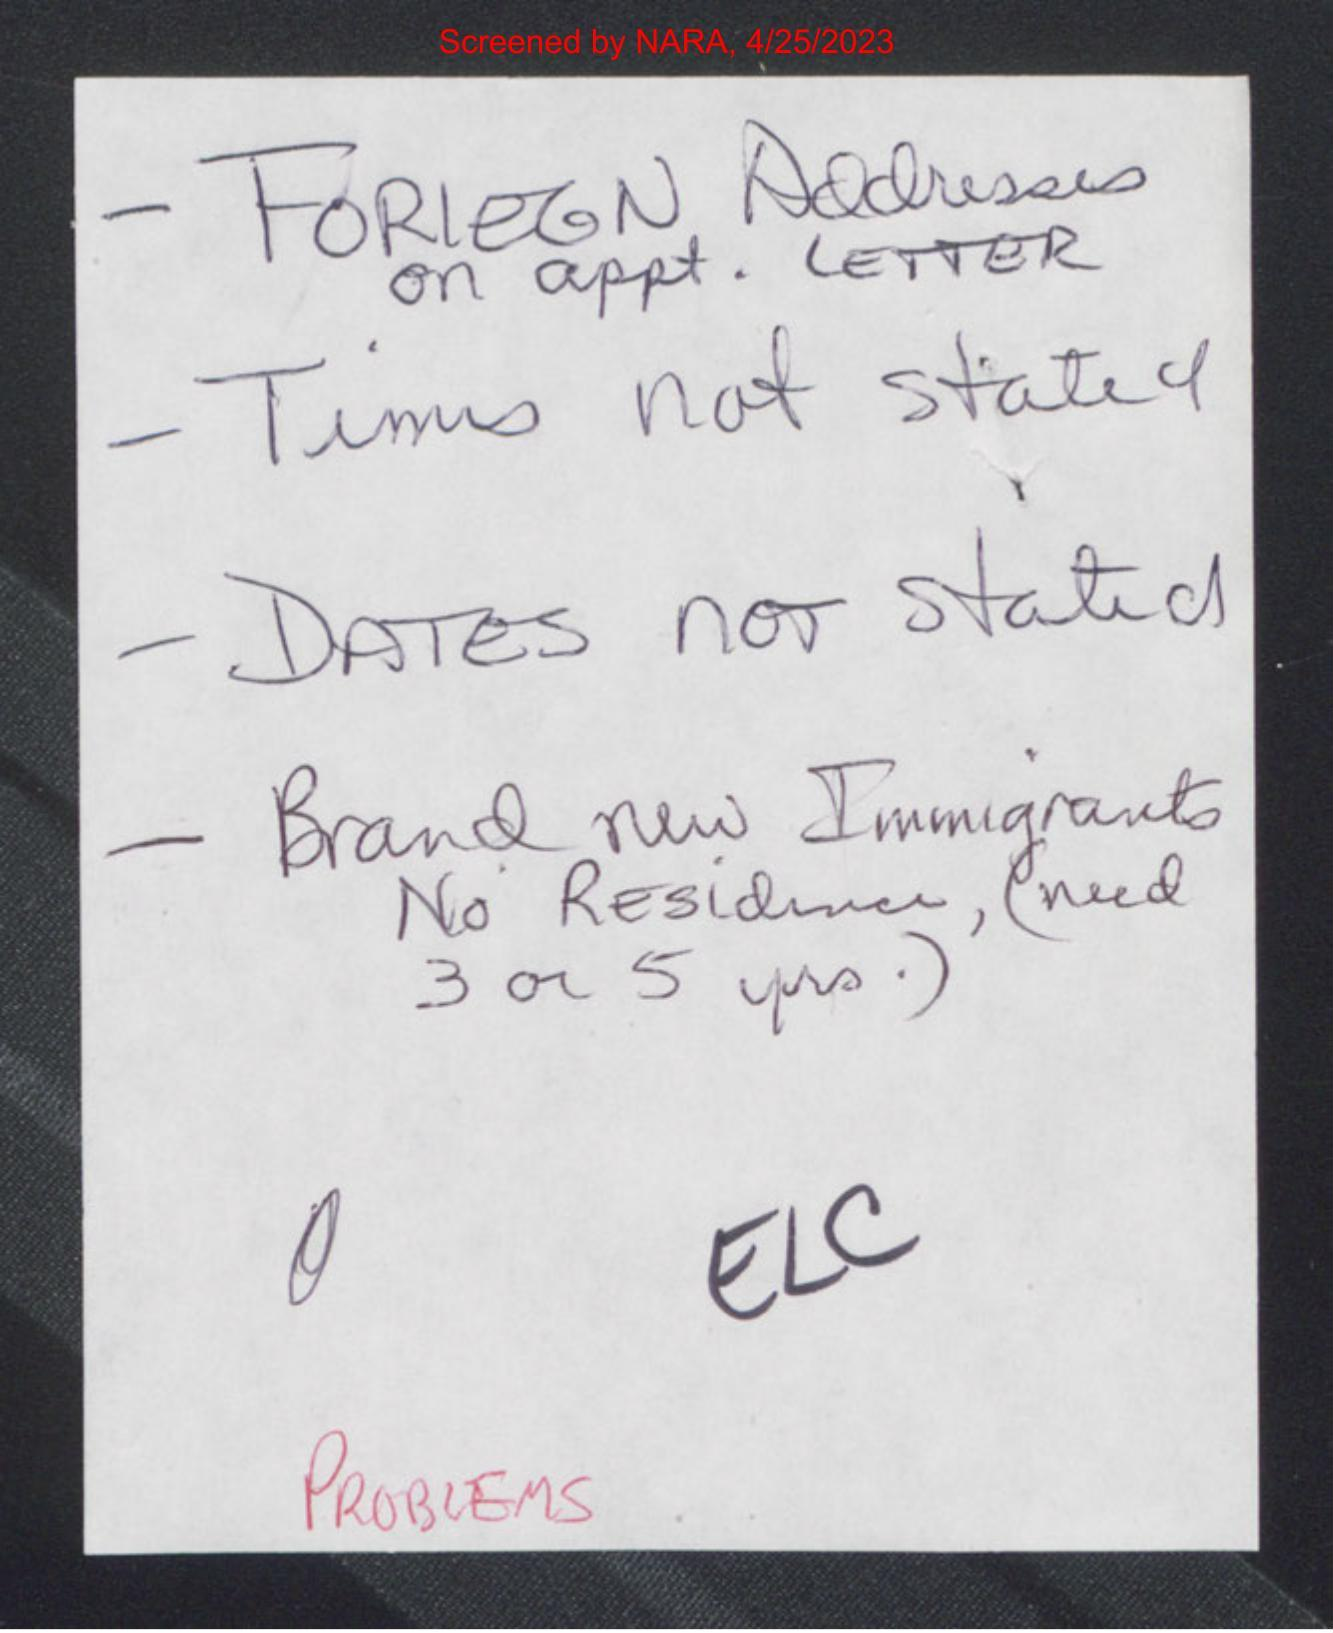 Screened by NARA, 4/25/2023
- FORIEGN Addresses
on appt. LETTER
- Times not stated
- DATES NOT stated
- Brand new Immigrants
No Residence, (need
3 or 5 yrs.)
ELC
PROBLEMS